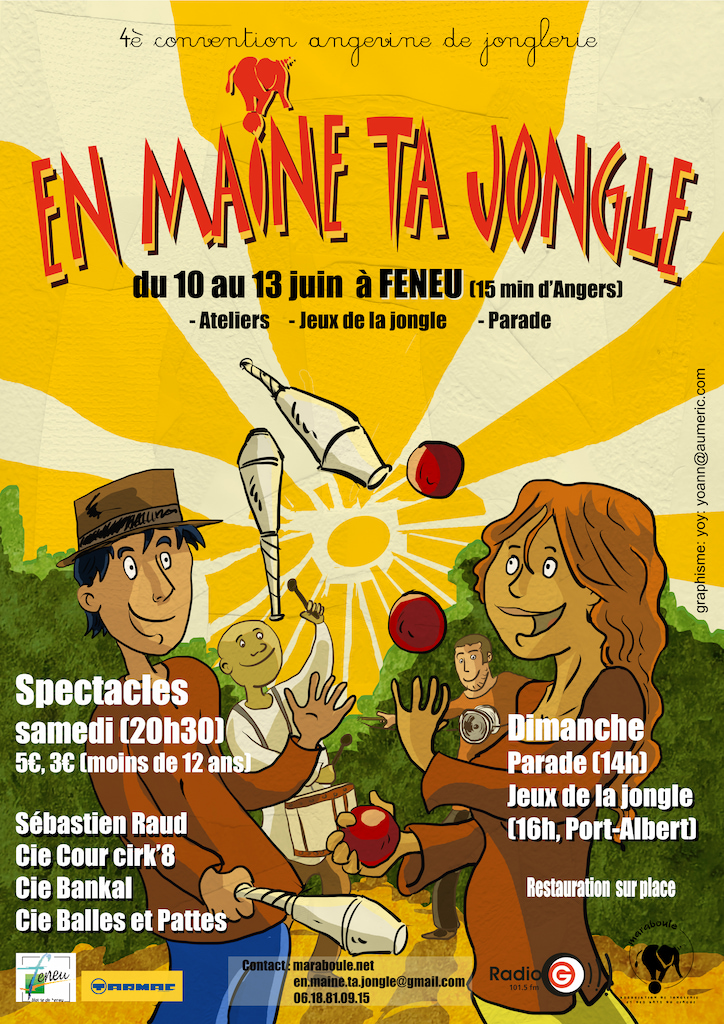 4è convention angevine de jonglerie
EN MAINE TA JONGLE
du 10 au 13 juin à FENEU (15 min d'Angers)
- Ateliers - Jeux de la jongle - Parade
graphisme: yoy: yoann@aumeric.com
Spectacles
samedi (20h30)
5€, 3€ (moins de 12 ans)
Sébastien Raud
Cie Cour cirk'8
Cie Bankal
Cie Balles et Pattes
Dimanche
Parade (14h)
Jeux de la jongle
(16h, Port-Albert)
Restauration sur place
feneu
TARMAC
Contact : maraboule.net
en.maine.ta.jongle@gmail.com
06.18.81.09.15
Radio G
101.5 fm
maraboule